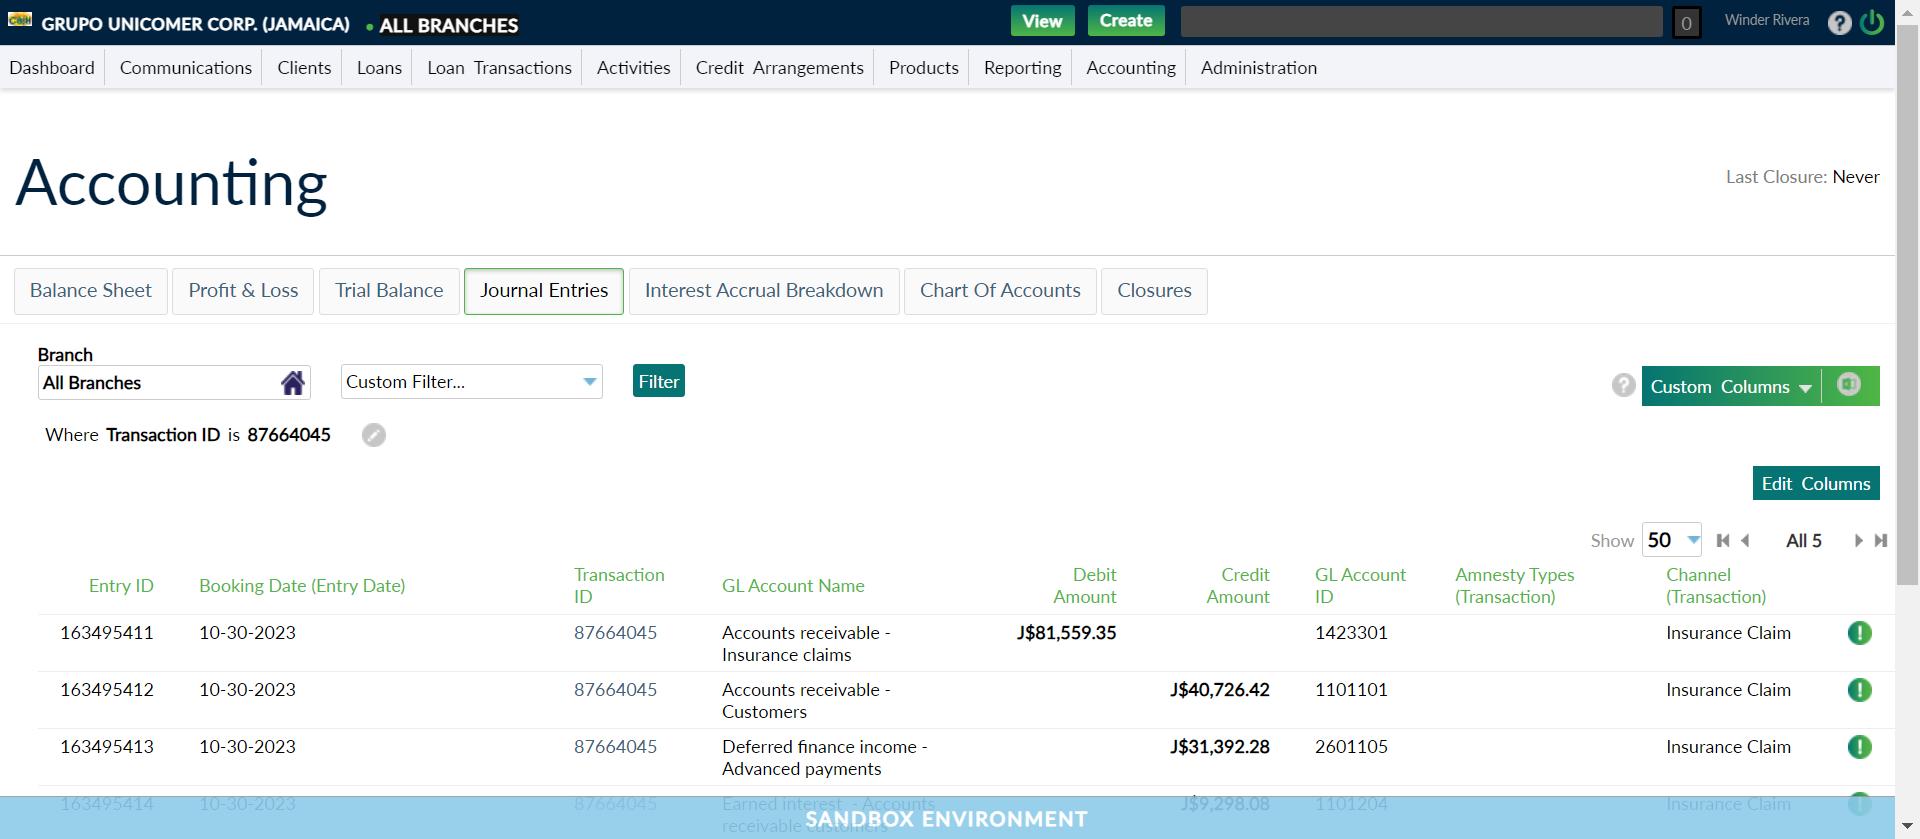 Cash
GRUPO UNICOMER CORP. (JAMAICA) • ALL BRANCHES View Create 0 Winder Rivera ?
Dashboard Communications Clients Loans Loan Transactions Activities Credit Arrangements Products Reporting Accounting Administration
Accounting
Last Closure: Never
Balance Sheet Profit & Loss Trial Balance Journal Entries Interest Accrual Breakdown Chart Of Accounts Closures
Branch
All Branches Custom Filter... Filter ? Custom Columns
Where Transaction ID is 87664045
Edit Columns
Show 50 All 5
Entry ID Booking Date (Entry Date) Transaction ID GL Account Name Debit Amount Credit Amount GL Account ID Amnesty Types (Transaction) Channel (Transaction)
163495411 10-30-2023 87664045 Accounts receivable - J$81,559.35 1423301 Insurance Claim
Insurance claims
163495412 10-30-2023 87664045 Accounts receivable - J$40,726.42 1101101 Insurance Claim
Customers
163495413 10-30-2023 87664045 Deferred finance income - J$31,392.28 2601105 Insurance Claim
Advanced payments
163495414 10-30-2023 87664045 Earned interest - Accounts J$9,298.08 1101204 Insurance Claim
receivable customers
SANDBOX ENVIRONMENT